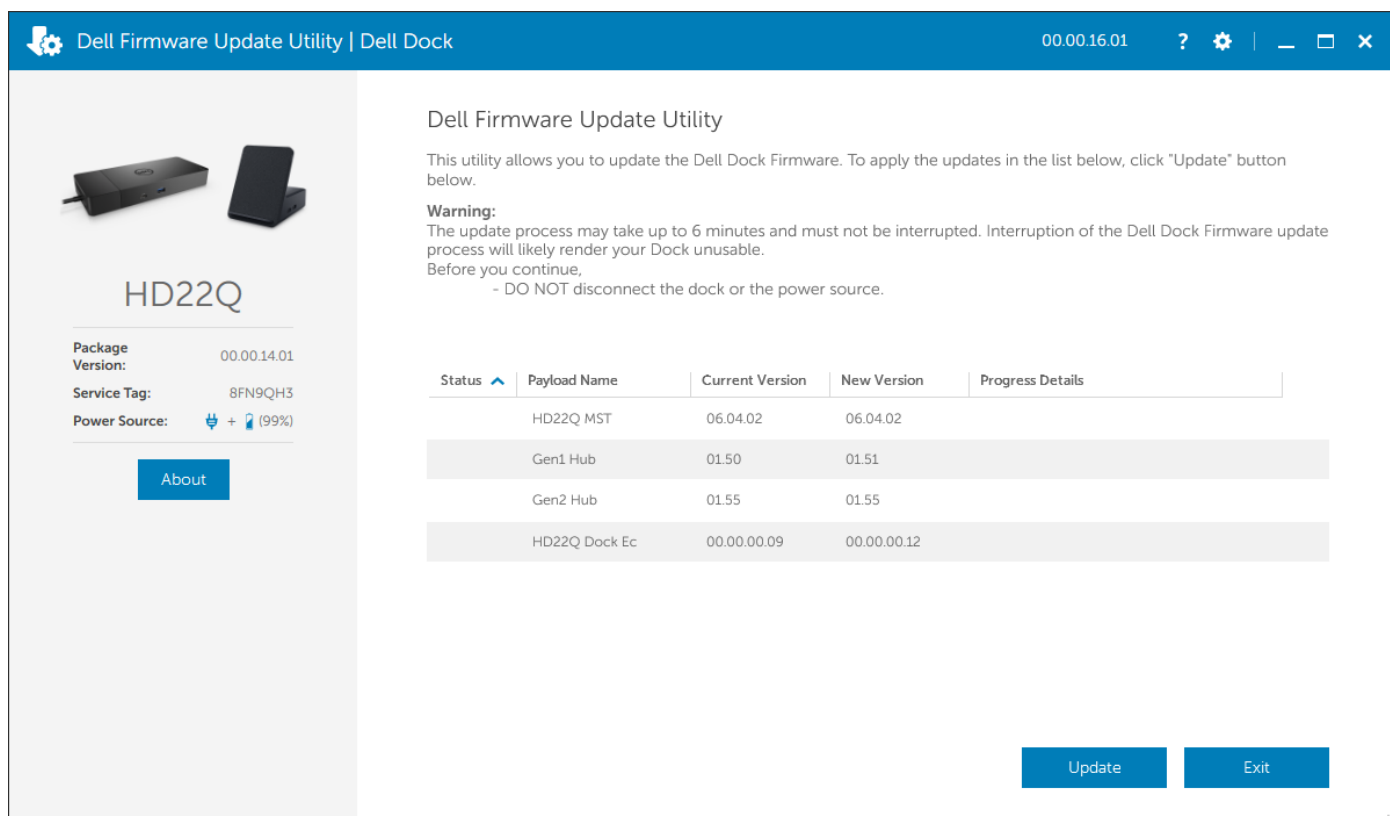 Dell Firmware Update Utility | Dell Dock
00.00.16.01
?
HD22Q
Package
Version:
00.00.14.01
Service Tag:
8FN9QH3
Power Source:
+
(99%)
About
Dell Firmware Update Utility
This utility allows you to update the Dell Dock Firmware. To apply the updates in the list below, click "Update" button
below.
Warning:
The update process may take up to 6 minutes and must not be interrupted. Interruption of the Dell Dock Firmware update
process will likely render your Dock unusable.
Before you continue,
- DO NOT disconnect the dock or the power source.
Status Payload Name Current Version New Version Progress Details
HD22Q MST 06.04.02 06.04.02
Gen1 Hub 01.50 01.51
Gen2 Hub 01.55 01.55
HD22Q Dock Ec 00.00.00.09 00.00.00.12
Update Exit